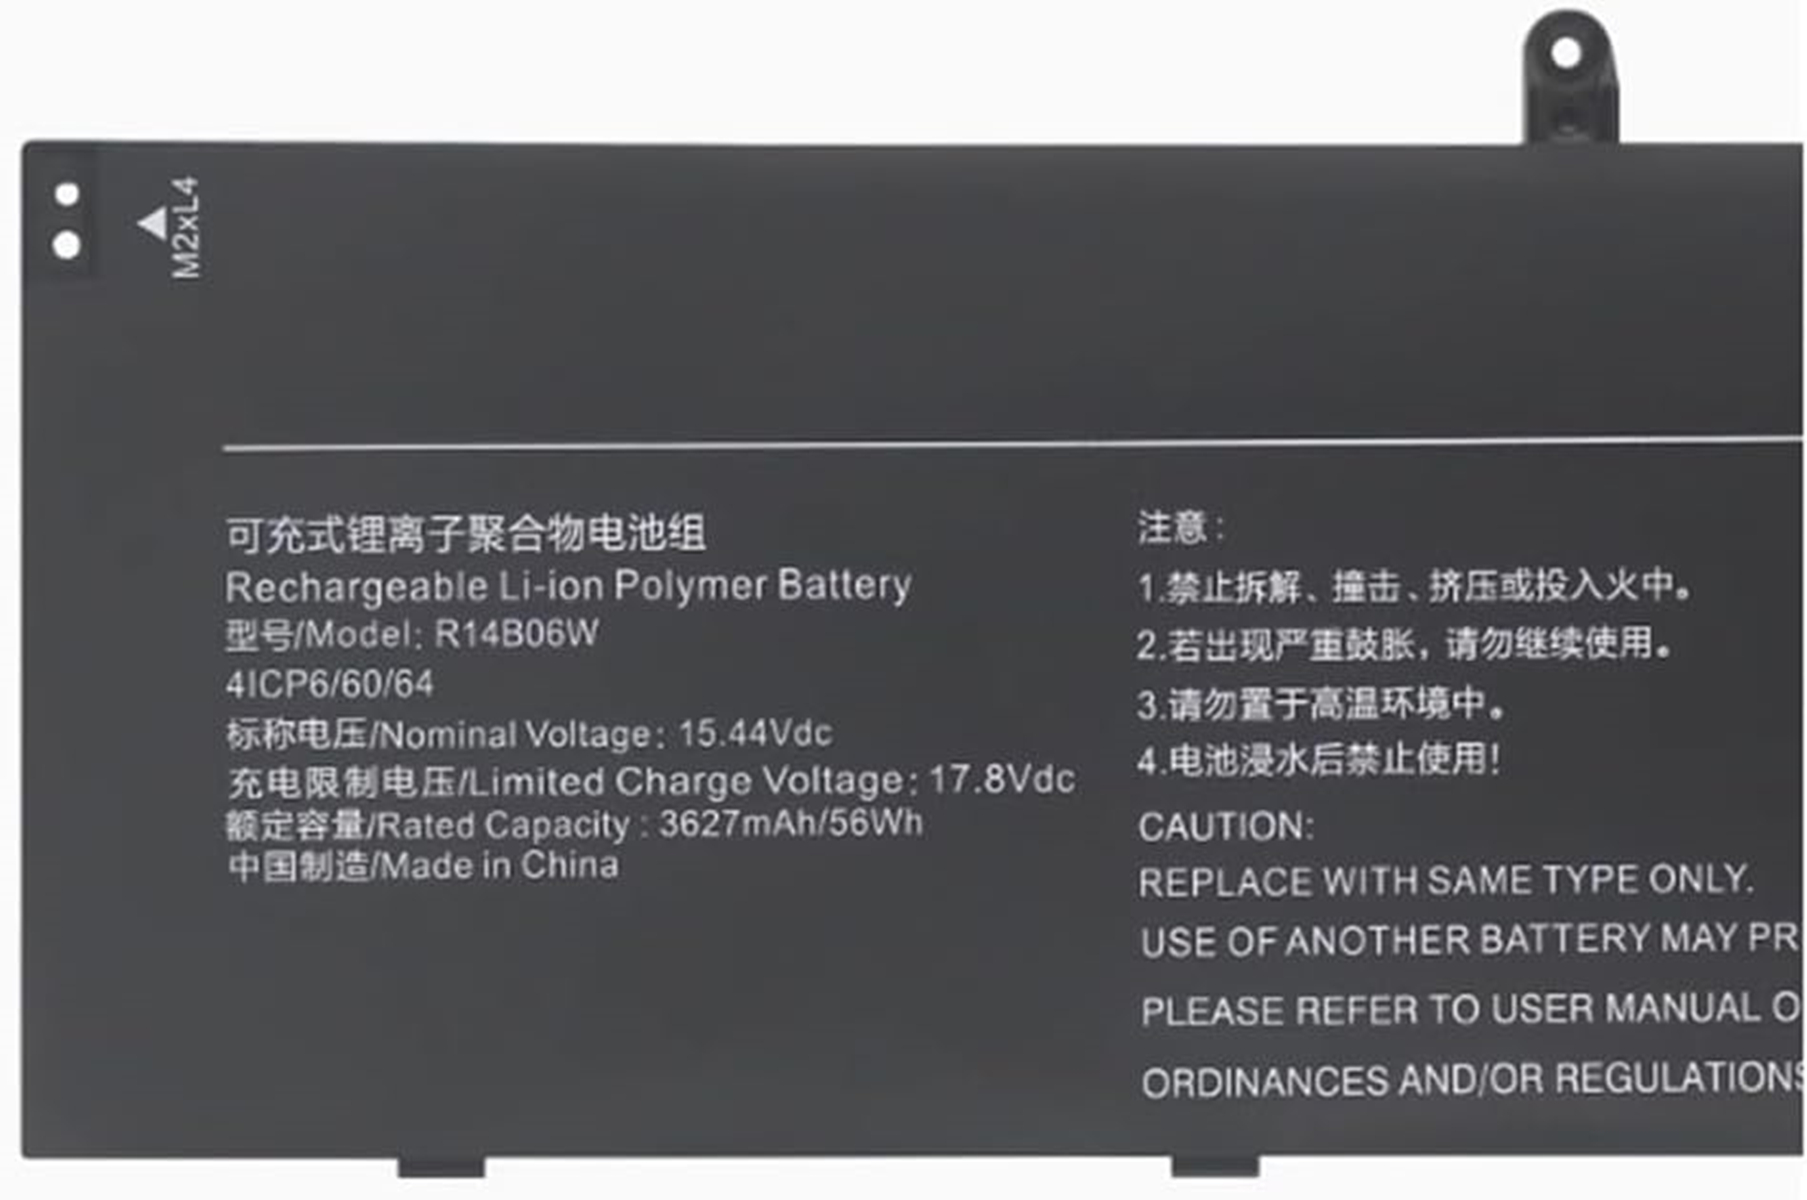 M2xL4
可充式锂离子聚合物电池组
Rechargeable Li-ion Polymer Battery
型号/Model: R14B06W
4ICP6/60/64
标称电压/Nominal Voltage: 15.44Vdc
充电限制电压/Limited Charge Voltage: 17.8Vdc
额定容量/Rated Capacity : 3627mAh/56Wh
中国制造/Made in China
注意:
1.禁止拆解、撞击、挤压或投入火中。
2.若出现严重鼓胀，请勿继续使用。
3.请勿置于高温环境中。
4.电池浸水后禁止使用!
CAUTION:
REPLACE WITH SAME TYPE ONLY.
USE OF ANOTHER BATTERY MAY PR
PLEASE REFER TO USER MANUAL O
ORDINANCES AND/OR REGULATIONS